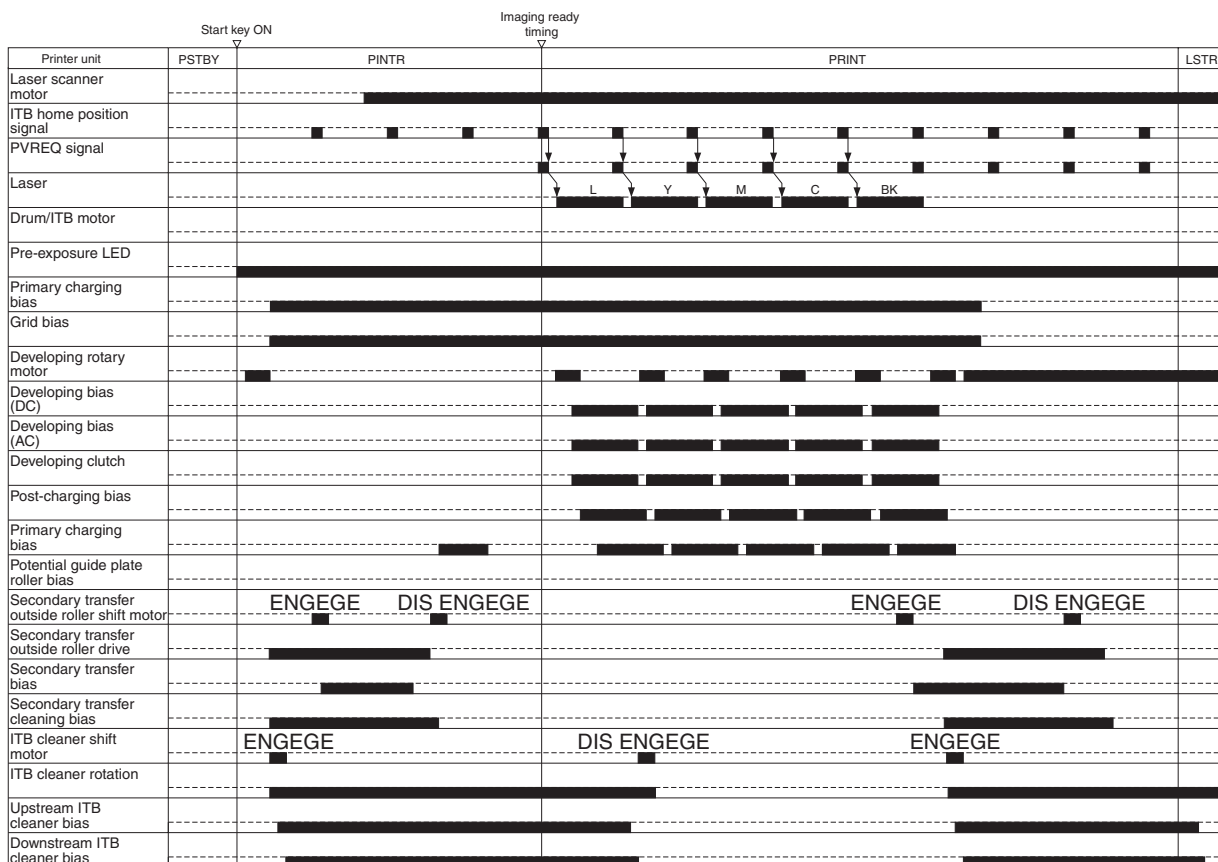 Imaging ready
timing
Start key ON
Printer unit PSTBY PINTR PRINT LSTR
Laser scanner
motor
ITB home position
signal
PVREQ signal
Laser L Y M C BK
Drum/ITB motor
Pre-exposure LED
Primary charging
bias
Grid bias
Developing rotary
motor
Developing bias
(DC)
Developing bias
(AC)
Developing clutch
Post-charging bias
Primary charging
bias
Potential guide plate
roller bias
Secondary transfer
outside roller shift motor ENGEGE DIS ENGEGE ENGEGE DIS ENGEGE
Secondary transfer
outside roller drive
Secondary transfer
bias
Secondary transfer
cleaning bias
ITB cleaner shift
motor ENGEGE DIS ENGEGE ENGEGE
ITB cleaner rotation
Upstream ITB
cleaner bias
Downstream ITB
cleaner bias